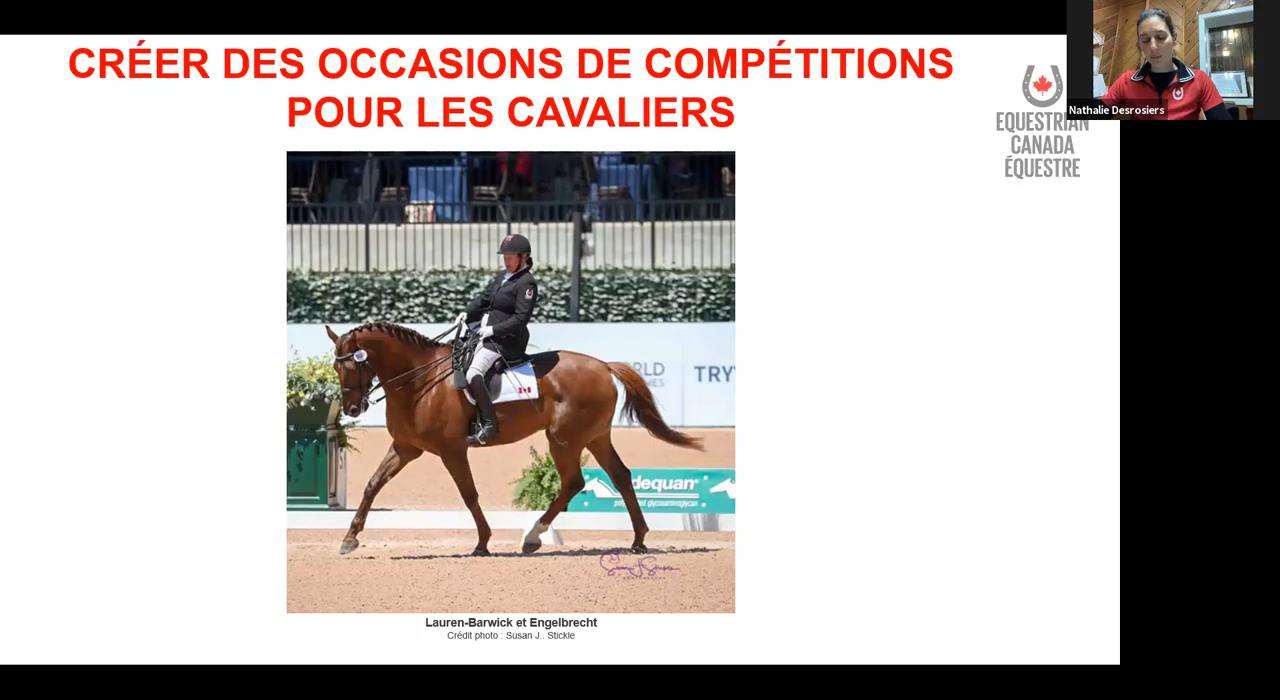 CRÉER DES OCCASIONS DE COMPÉTITIONS
POUR LES CAVALIERS
Nathalie Desrosiers
EQUESTRIAN
CANADA
ÉQUESTRE
TRY
dequan
Lauren-Barwick et Engelbrecht
Crédit photo : Susan J.. Stickle